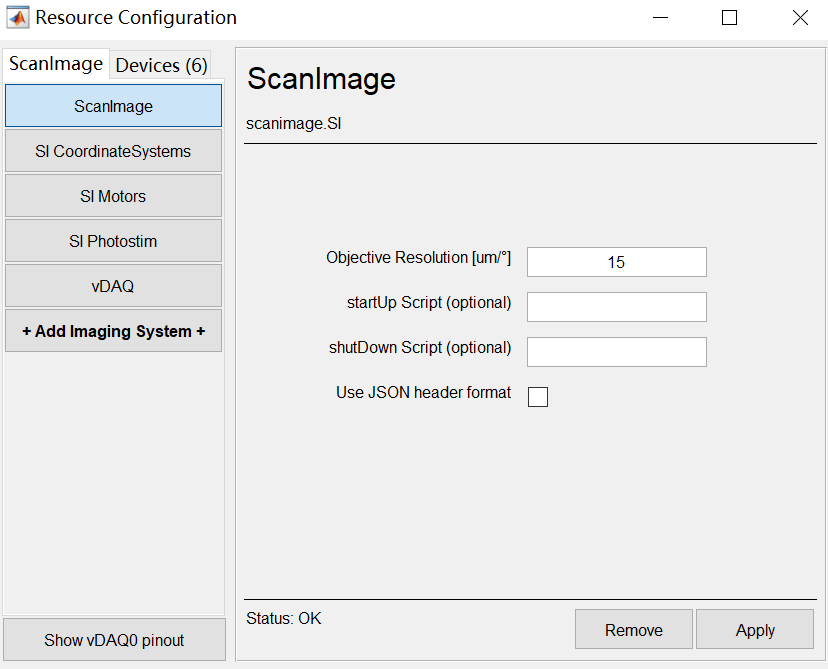 Resource Configuration
ScanImage Devices (6)
ScanImage
SI CoordinateSystems
SI Motors
SI Photostim
vDAQ
+ Add Imaging System +
Show vDAQ0 pinout
ScanImage
scanimage.SI
Objective Resolution [um/°] 15
startUp Script (optional)
shutDown Script (optional)
Use JSON header format
Status: OK
Remove Apply